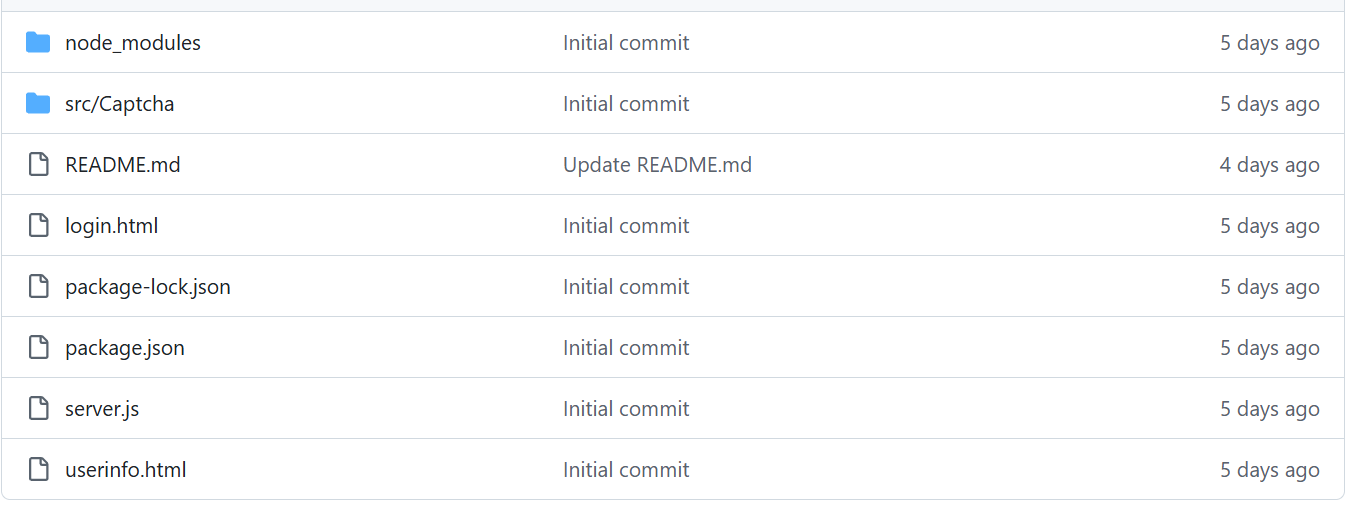 node_modules Initial commit 5 days ago
src/Captcha Initial commit 5 days ago
README.md Update README.md 4 days ago
login.html Initial commit 5 days ago
package-lock.json Initial commit 5 days ago
package.json Initial commit 5 days ago
server.js Initial commit 5 days ago
userinfo.html Initial commit 5 days ago